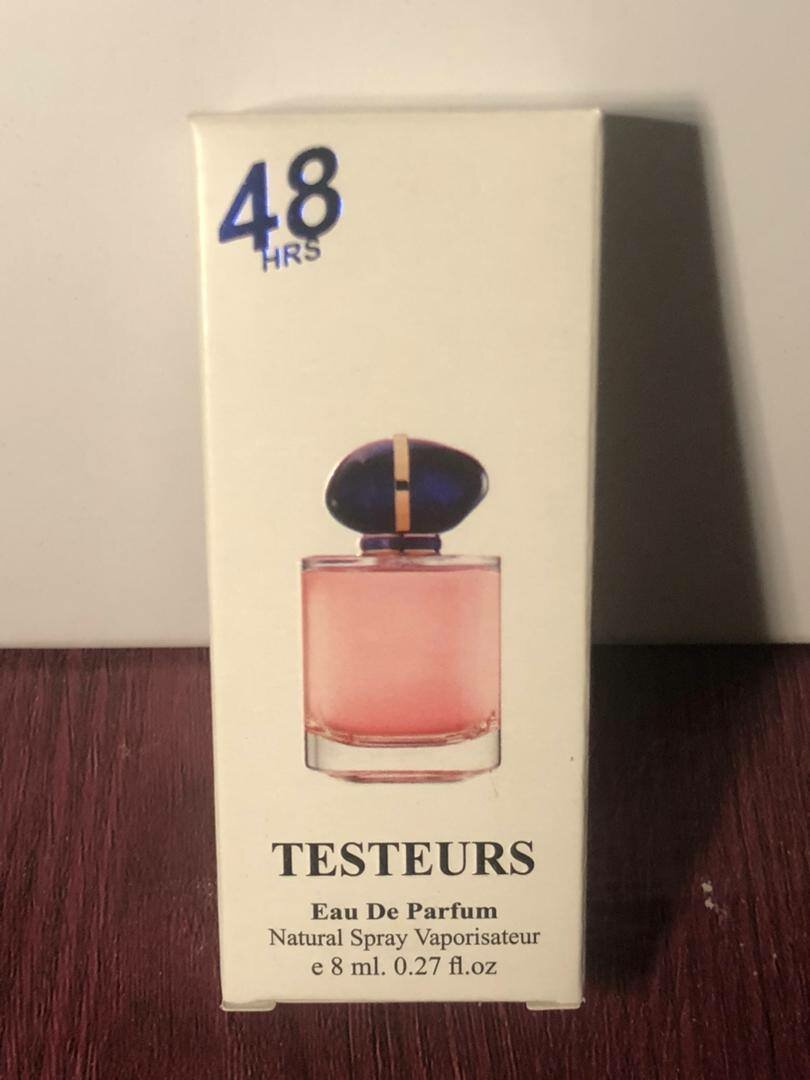 48
HRS
TESTEURS
Eau De Parfum
Natural Spray Vaporisateur
e 8 ml. 0.27 fl.oz